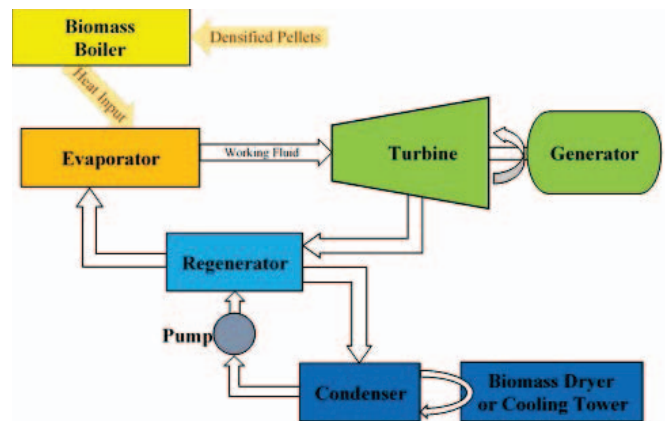 Biomass
Boiler
Densified Pellets
Heat Input
Evaporator
Working Fluid
Turbine
Generator
Regenerator
Pump
Condenser
Biomass Dryer
or Cooling Tower